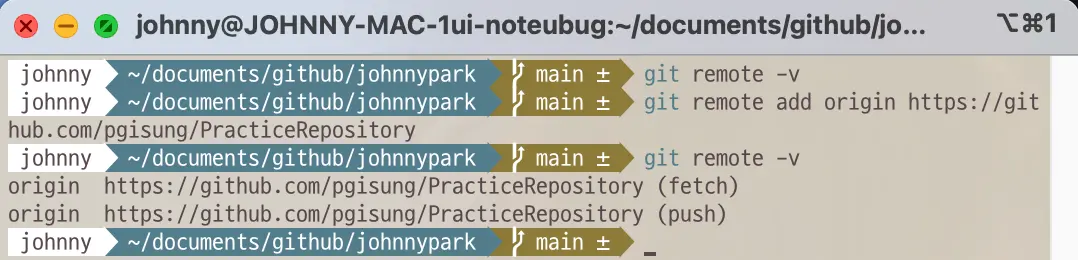 johnny@JOHNNY-MAC-1ui-noteubug:~/documents/github/jo... ⌥⌘1
johnny ~/documents/github/johnnypark main ± git remote -v
johnny ~/documents/github/johnnypark main ± git remote add origin https://git
hub.com/pgisung/PracticeRepository
johnny ~/documents/github/johnnypark main ± git remote -v
origin https://github.com/pgisung/PracticeRepository (fetch)
origin https://github.com/pgisung/PracticeRepository (push)
johnny ~/documents/github/johnnypark main ± _